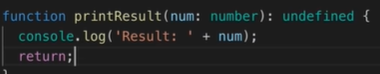 function printResult(num: number): undefined {
  console.log('Result: ' + num);
  return;
}